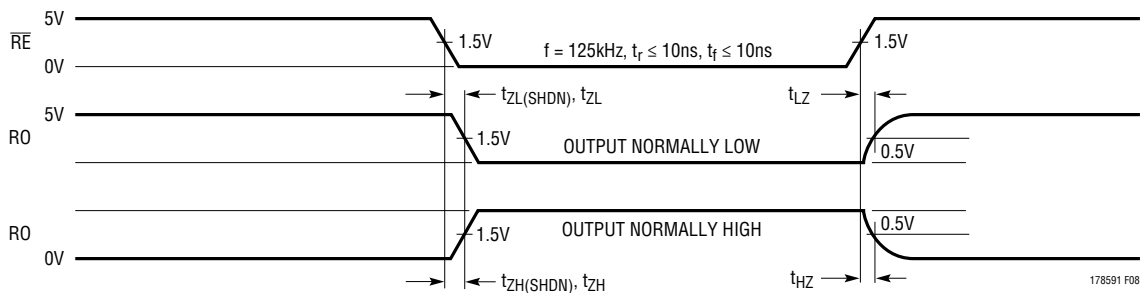 5V
RE
1.5V
f = 125kHz, tr ≤ 10ns, tf ≤ 10ns
1.5V
0V
tZL(SHDN), tZL
tLZ
5V
RO
1.5V
OUTPUT NORMALLY LOW
0.5V
RO
1.5V
OUTPUT NORMALLY HIGH
0.5V
0V
tZH(SHDN), tZH
tHZ
178591 F08